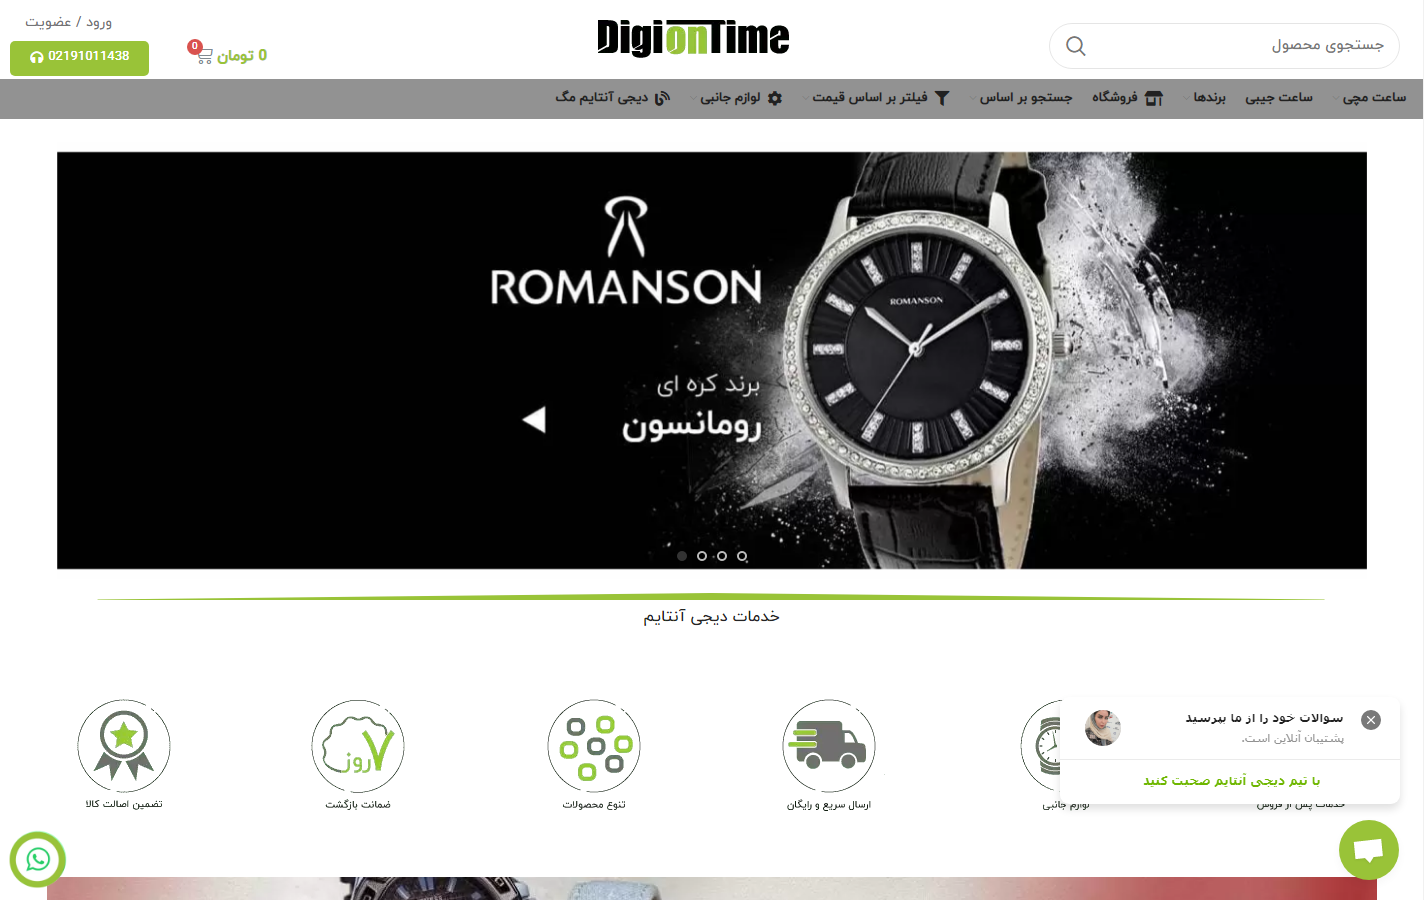 ورود / عضویت
02191011438
0
0 تومان
DigionTime
جستجوی محصول
ساعت مچی
ساعت جیبی
برندها
فروشگاه
جستجو بر اساس
فیلتر بر اساس قیمت
لوازم جانبی
دیجی آنتایم مگ
ROMANSON
ROMANSON
برند کره ای
رومانسون
خدمات دیجی آنتایم
۷ روز
تضمین اصالت کالا
ضمانت بازگشت
تنوع محصولات
ارسال سریع و رایگان
لوازم جانبی
خدمات پس از فروش
سوالات خود را از ما بپرسید
پشتیبان آنلاین است.
با تیم دیجی آنتایم صحبت کنید